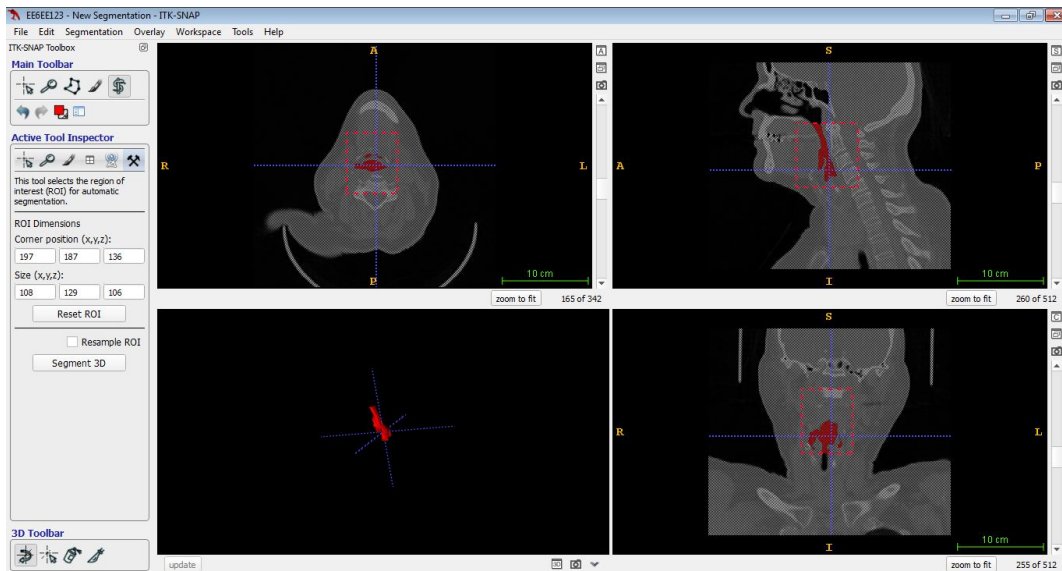 EE6EE123 - New Segmentation - ITK-SNAP
File Edit Segmentation Overlay Workspace Tools Help
ITK-SNAP Toolbox
Main Toolbar
Active Tool Inspector
This tool selects the region of
interest (ROI) for automatic
segmentation.
ROI Dimensions
Corner position (x,y,z):
197 187 136
Size (x,y,z):
108 129 106
Reset ROI
Resample ROI
Segment 3D
3D Toolbar
A
R
L
P
10 cm
A
zoom to fit 165 of 342
S
A
P
I
10 cm
S
zoom to fit 260 of 512
update
3D
S
R
L
I
10 cm
C
zoom to fit 255 of 512